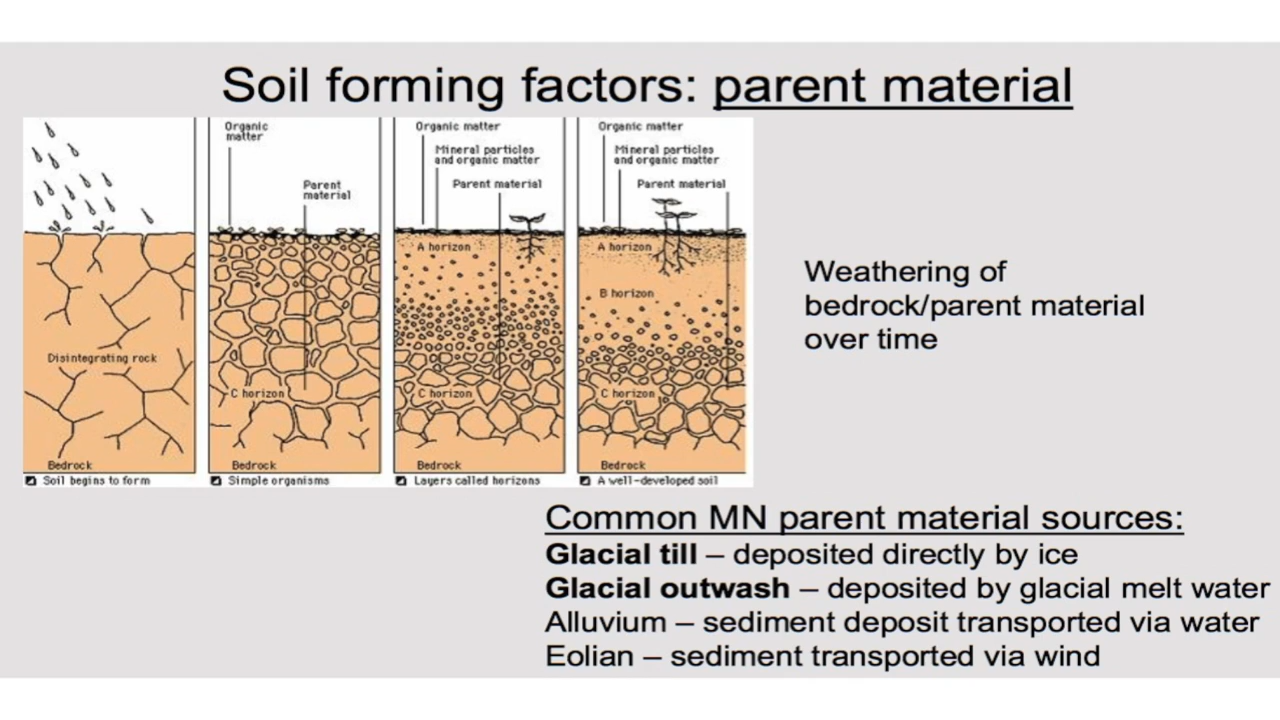 Soil forming factors: parent material
Disintegrating rock
Bedrock
Soil begins to form
Organic
matter
Parent
material
C horizon
Bedrock
Simple organisms
Organic matter
Mineral particles
and organic matter
Parent material
A horizon
C horizon
Bedrock
Layers called horizons
Organic matter
Mineral particles
and organic matter
Parent material
A horizon
B horizon
C horizon
Bedrock
A well-developed soil
Weathering of
bedrock/parent material
over time
Common MN parent material sources:
Glacial till – deposited directly by ice
Glacial outwash – deposited by glacial melt water
Alluvium – sediment deposit transported via water
Eolian – sediment transported via wind